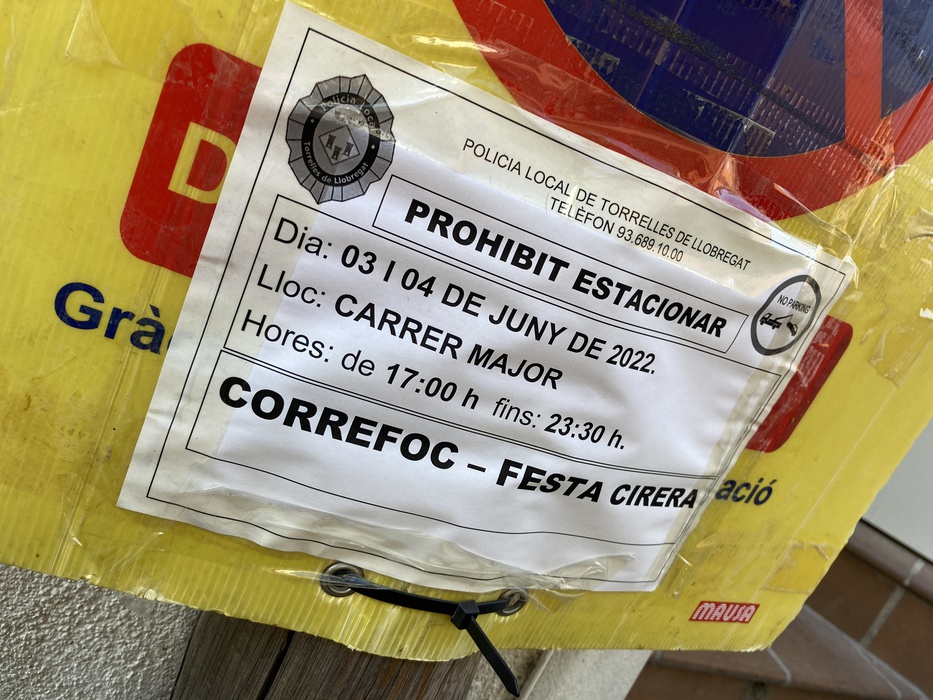 Policia Local
Torrelles de Llobregat
POLICIA LOCAL DE TORRELLES DE LLOBREGAT
TELÈFON 93.689.10.00
PROHIBIT ESTACIONAR
NO PARKING
Dia: 03 I 04 DE JUNY DE 2022.
Lloc: CARRER MAJOR
Hores: de 17:00 h fins: 23:30 h.
CORREFOC – FESTA CIRERA
D
Grà
ació
MAUSA